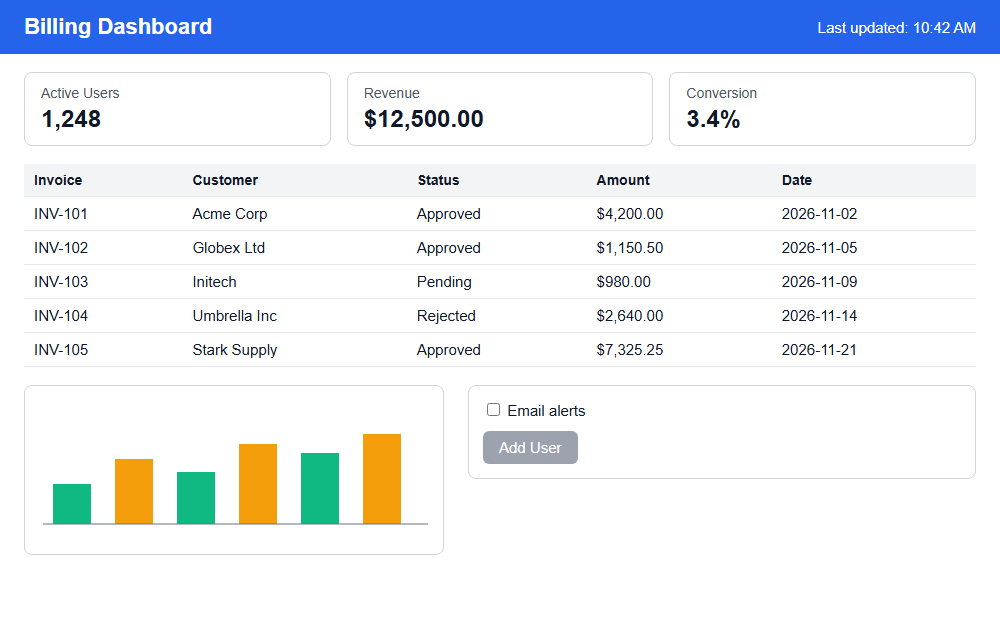 Billing Dashboard
Last updated: 10:42 AM
Active Users
1,248
Revenue
$12,500.00
Conversion
3.4%
Invoice Customer Status Amount Date
INV-101 Acme Corp Approved $4,200.00 2026-11-02
INV-102 Globex Ltd Approved $1,150.50 2026-11-05
INV-103 Initech Pending $980.00 2026-11-09
INV-104 Umbrella Inc Rejected $2,640.00 2026-11-14
INV-105 Stark Supply Approved $7,325.25 2026-11-21
Email alerts
Add User